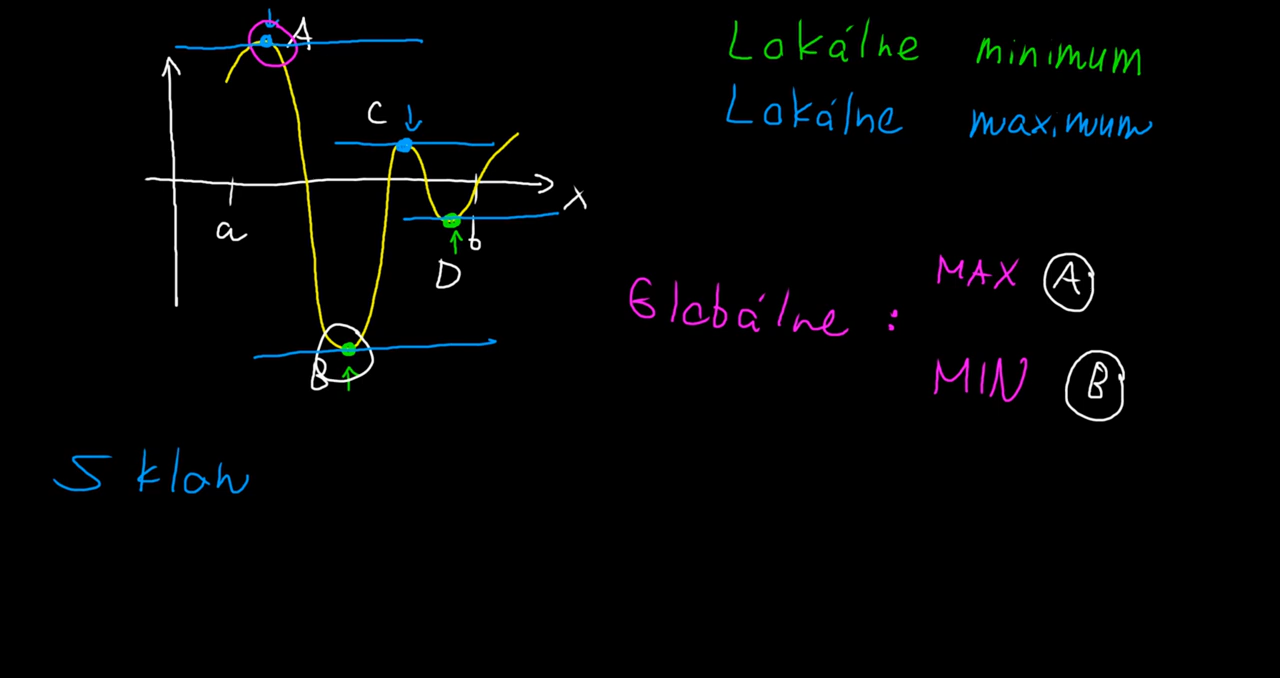 A
Lokálne minimum
Lokálne maximum
C
x
a
b
D
Globálne :
MAX A
MIN B
B
Sklon